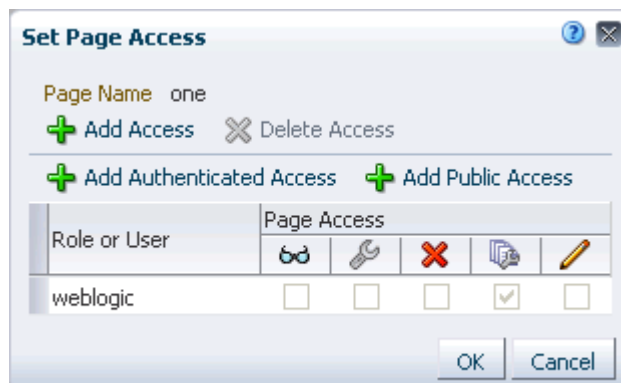 Set Page Access
Page Name one
Add Access Delete Access
Add Authenticated Access Add Public Access
Role or User
Page Access
weblogic
OK Cancel